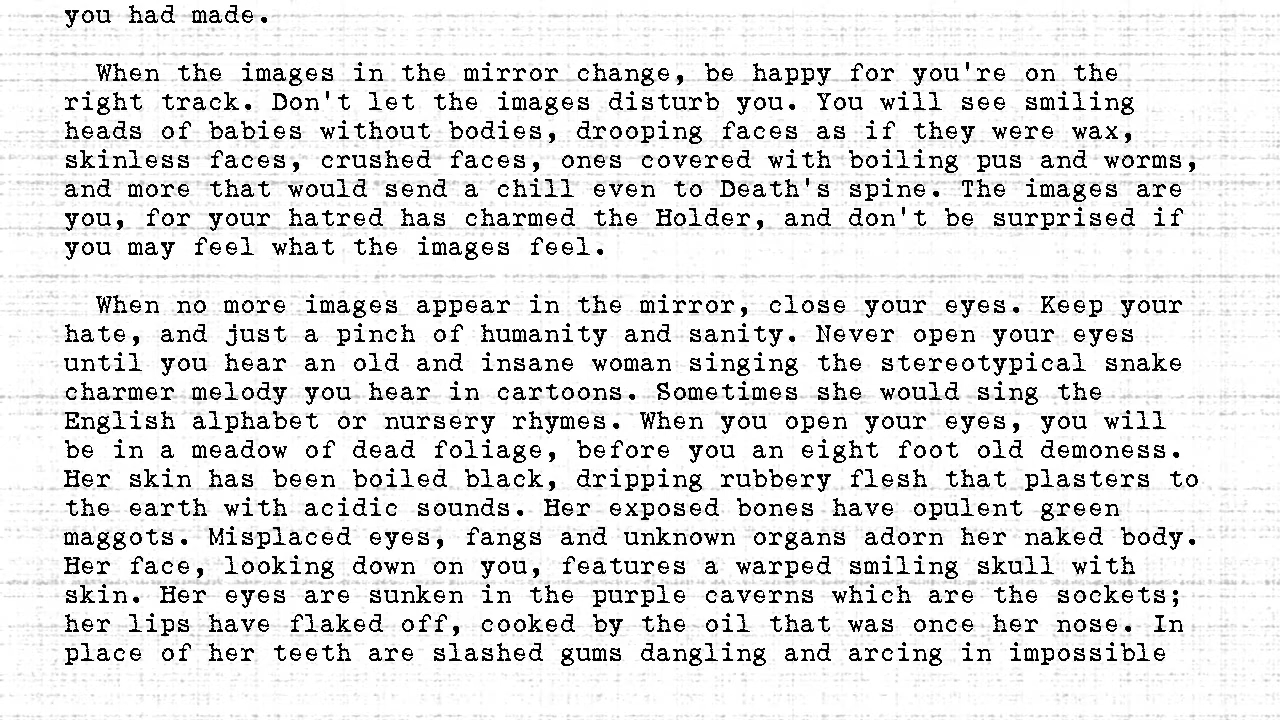 you had made.
When the images in the mirror change, be happy for you're on the
right track. Don't let the images disturb you. You will see smiling
heads of babies without bodies, drooping faces as if they were wax,
skinless faces, crushed faces, ones covered with boiling pus and worms,
and more that would send a chill even to Death's spine. The images are
you, for your hatred has charmed the Holder, and don't be surprised if
you may feel what the images feel.
When no more images appear in the mirror, close your eyes. Keep your
hate, and just a pinch of humanity and sanity. Never open your eyes
until you hear an old and insane woman singing the stereotypical snake
charmer melody you hear in cartoons. Sometimes she would sing the
English alphabet or nursery rhymes. When you open your eyes, you will
be in a meadow of dead foliage, before you an eight foot old demoness.
Her skin has been boiled black, dripping rubbery flesh that plasters to
the earth with acidic sounds. Her exposed bones have opulent green
maggots. Misplaced eyes, fangs and unknown organs adorn her naked body.
Her face, looking down on you, features a warped smiling skull with
skin. Her eyes are sunken in the purple caverns which are the sockets;
her lips have flaked off, cooked by the oil that was once her nose. In
place of her teeth are slashed gums dangling and arcing in impossible